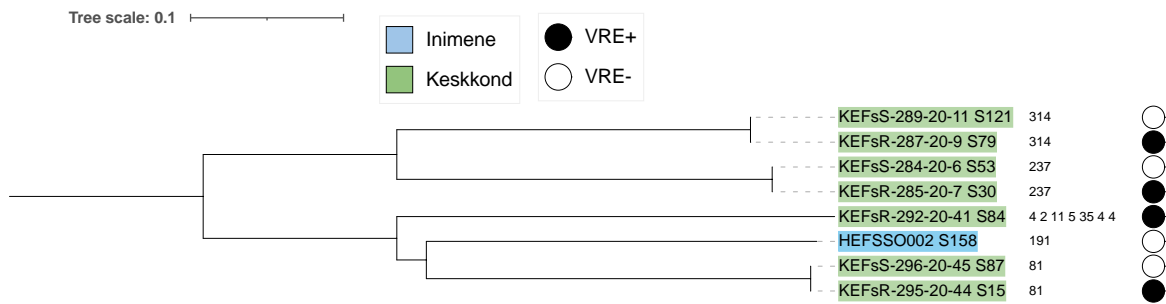 Tree scale: 0.1
Inimene
VRE+
Keskkond
VRE-
KEFsS-289-20-11 S121 314
KEFsR-287-20-9 S79 314
KEFsS-284-20-6 S53 237
KEFsR-285-20-7 S30 237
KEFsR-292-20-41 S84 4 2 11 5 35 4 4
HEFSSO002 S158 191
KEFsS-296-20-45 S87 81
KEFsR-295-20-44 S15 81